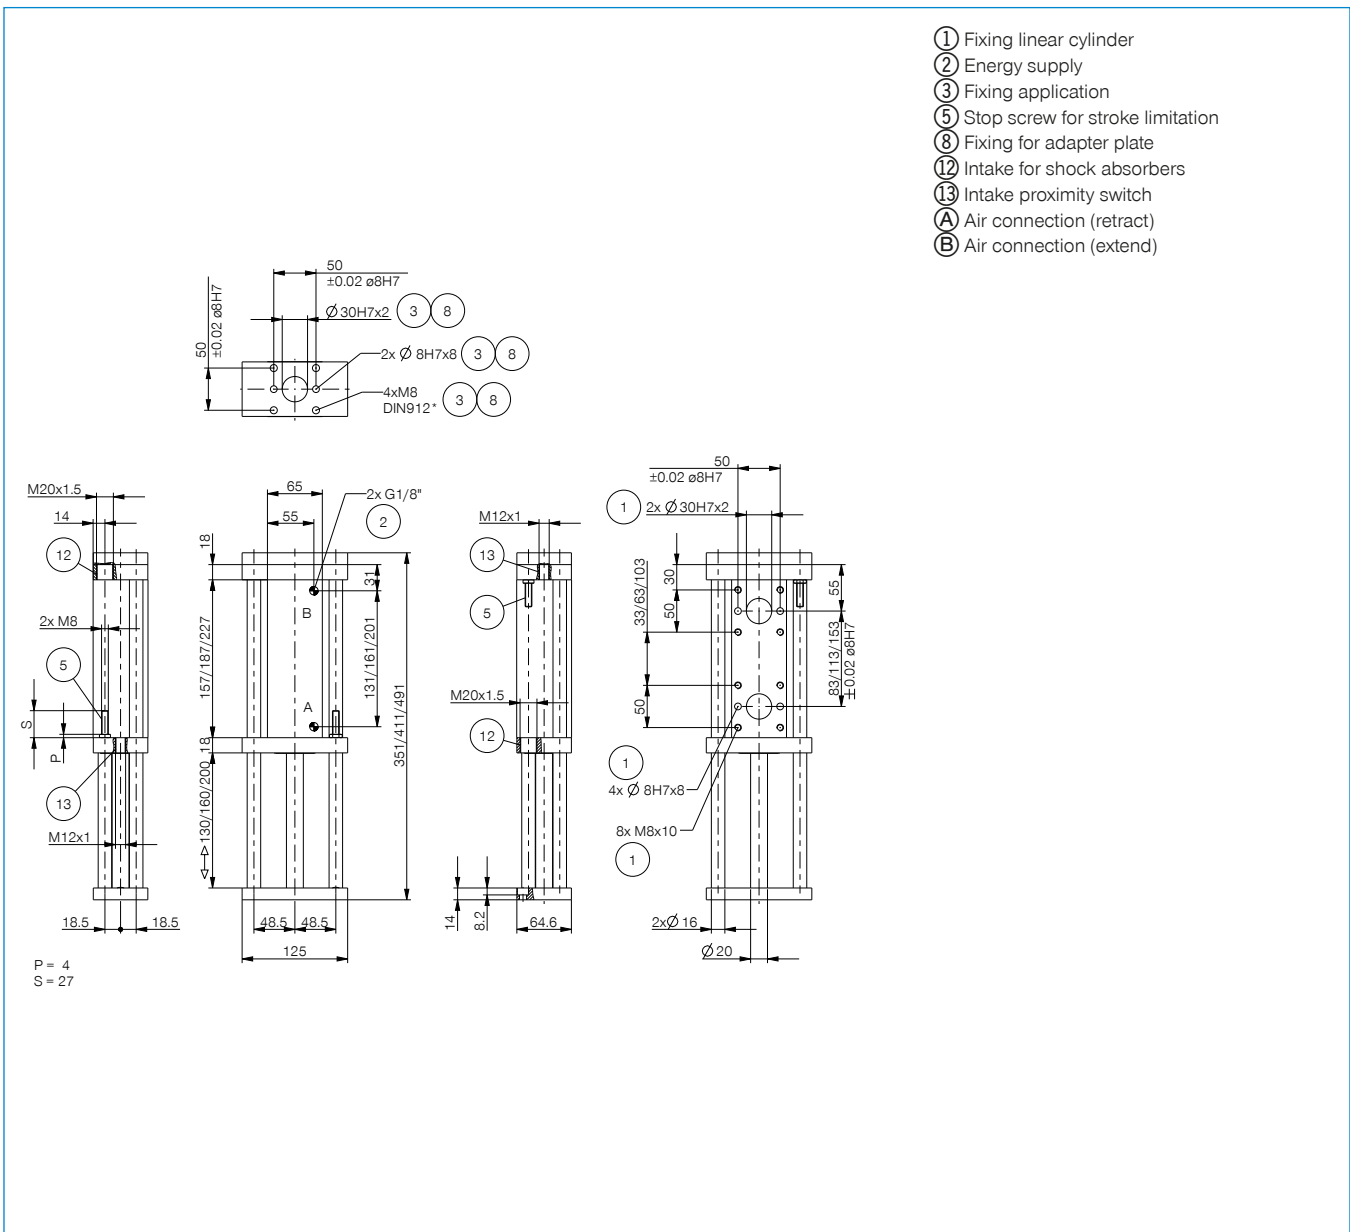 1 Fixing linear cylinder
2 Energy supply
3 Fixing application
5 Stop screw for stroke limitation
8 Fixing for adapter plate
12 Intake for shock absorbers
13 Intake proximity switch
A Air connection (retract)
B Air connection (extend)
50
±0.02 ø8H7
50
±0.02 ø8H7
Ø 30H7x2 3 8
2x Ø 8H7x8 3 8
4xM8
DIN912* 3 8
M20x1.5
14
12
2x M8
5
S
P
13
M12x1
18.5 18.5
P = 4
S = 27
65
55
2x G1/8"
2
18
31
B
157/187/227
131/161/201
A
351/411/491
18
130/160/200
48.5 48.5
125
M12x1
13
5
M20x1.5
12
14
8.2
64.6
50
±0.02 ø8H7
1 2x Ø 30H7x2
30
55
33/63/103
50
83/113/153
±0.02 ø8H7
50
1
4x Ø 8H7x8
8x M8x10
1
2xØ 16
Ø 20